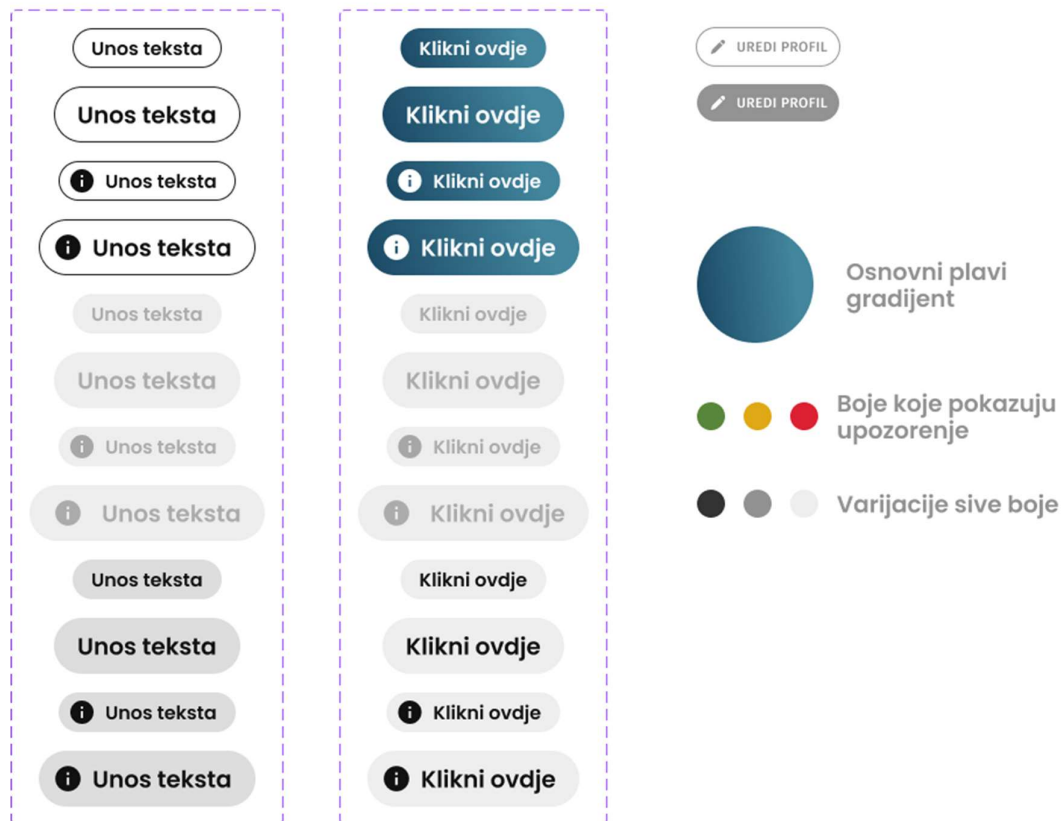 Unos teksta
Unos teksta
Unos teksta
Unos teksta
Unos teksta
Unos teksta
Unos teksta
Unos teksta
Unos teksta
Unos teksta
Unos teksta
Unos teksta
Klikni ovdje
Klikni ovdje
Klikni ovdje
Klikni ovdje
Klikni ovdje
Klikni ovdje
Klikni ovdje
Klikni ovdje
Klikni ovdje
Klikni ovdje
Klikni ovdje
Klikni ovdje
UREDI PROFIL
UREDI PROFIL
Osnovni plavi
gradijent
Boje koje pokazuju
upozorenje
Varijacije sive boje